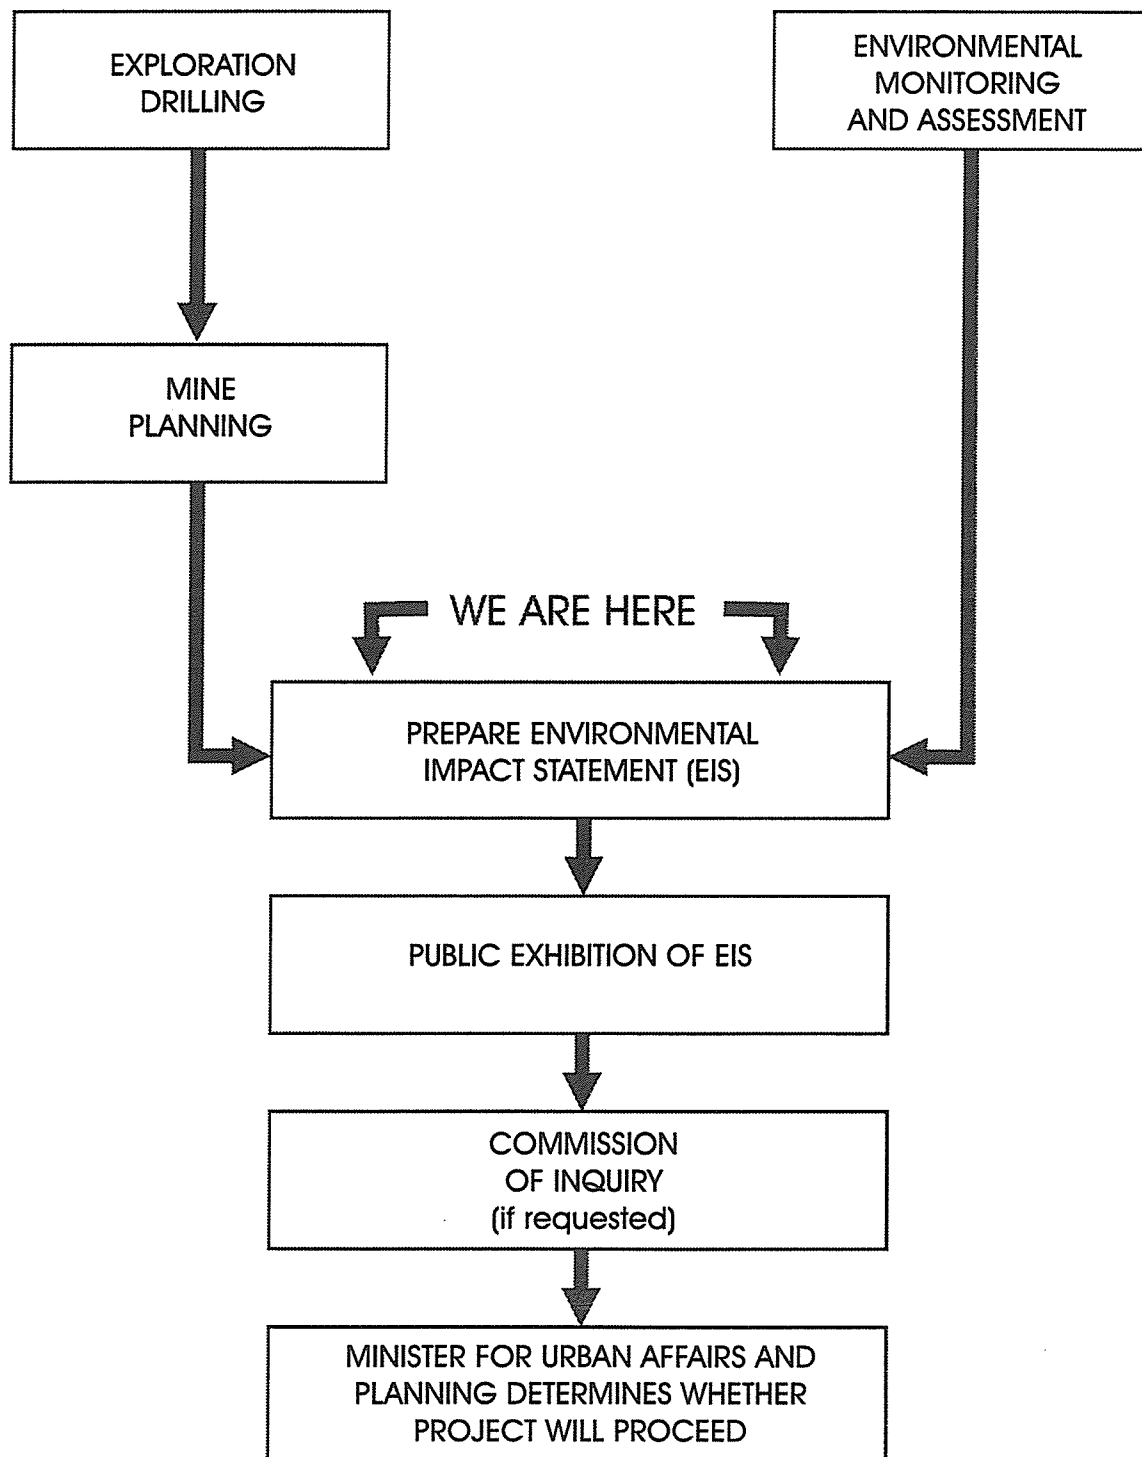 EXPLORATION
DRILLING
ENVIRONMENTAL
MONITORING
AND ASSESSMENT
MINE
PLANNING
WE ARE HERE
PREPARE ENVIRONMENTAL
IMPACT STATEMENT (EIS)
PUBLIC EXHIBITION OF EIS
COMMISSION
OF INQUIRY
(if requested)
MINISTER FOR URBAN AFFAIRS AND
PLANNING DETERMINES WHETHER
PROJECT WILL PROCEED